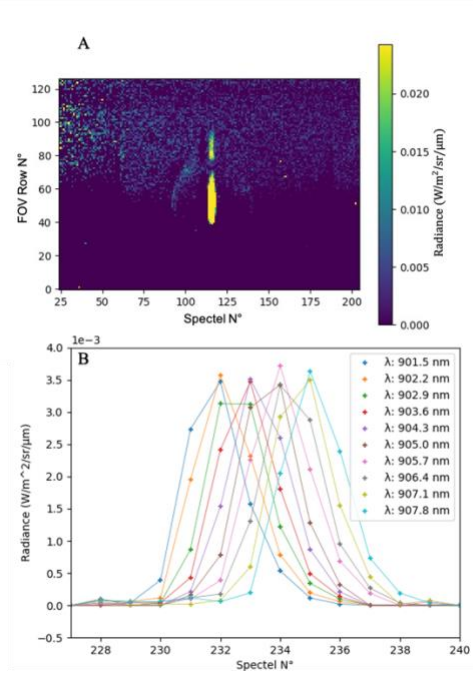 A
FOV Row N°
120
100
80
60
40
20
0
25 50 75 100 125 150 175 200
Spectel N°
0.020
0.015
0.010
0.005
0.000
Radiance (W/m²/sr/μm)
1e−3
B
4.0
3.5
3.0
2.5
2.0
1.5
1.0
0.5
0.0
−0.5
Radiance (W/m^2/sr/μm)
λ: 901.5 nm
λ: 902.2 nm
λ: 902.9 nm
λ: 903.6 nm
λ: 904.3 nm
λ: 905.0 nm
λ: 905.7 nm
λ: 906.4 nm
λ: 907.1 nm
λ: 907.8 nm
228 230 232 234 236 238 240
Spectel N°